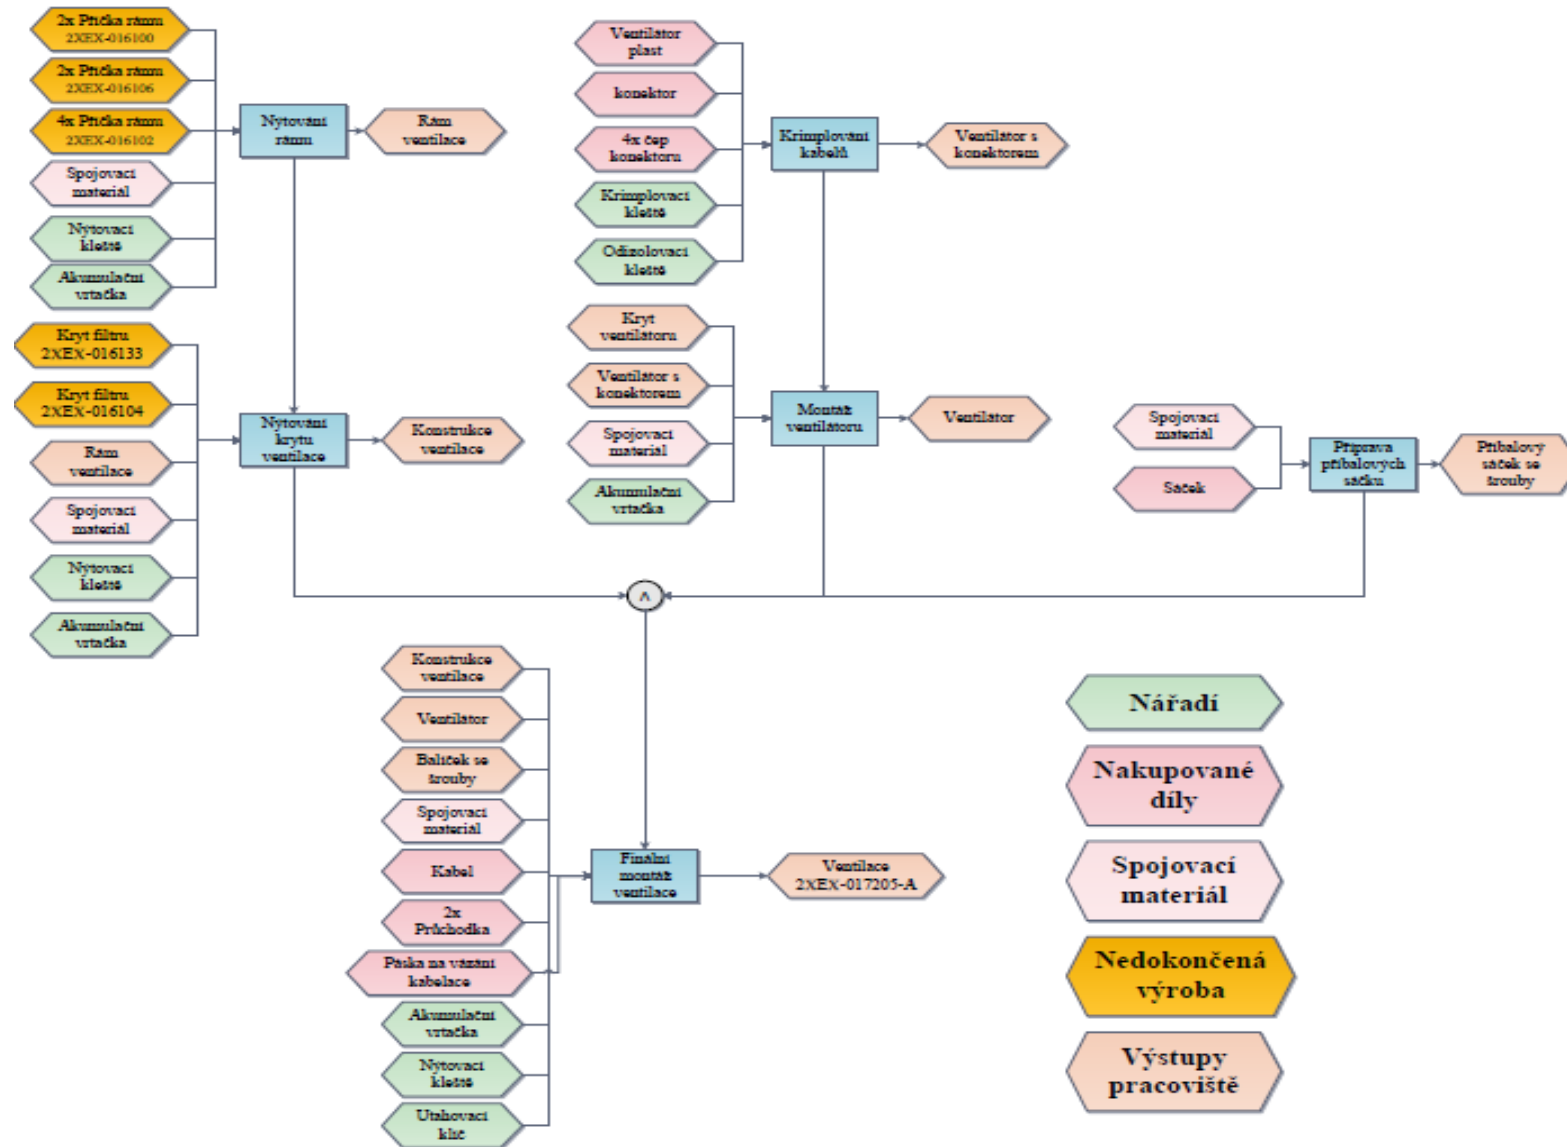 2x Příčka rámu
2XEX-016100
2x Příčka rámu
2XEX-016106
4x Příčka rámu
2XEX-016102
Spojovací
materiál
Nýtovací
kleště
Akumulační
vrtačka
Nýtování
rámu
Rám
ventilace
Kryt filtru
2XEX-016133
Kryt filtru
2XEX-016104
Rám
ventilace
Spojovací
materiál
Nýtovací
kleště
Akumulační
vrtačka
Nýtování
krytu
ventilace
Konstrukce
ventilace
Ventilátor
plast
konektor
4x čep
konektoru
Krimplovací
kleště
Odizolovací
kleště
Krimplování
kabelů
Ventilátor s
konektorem
Kryt
ventilátoru
Ventilátor s
konektorem
Spojovací
materiál
Akumulační
vrtačka
Montáž
ventilátoru
Ventilátor
Spojovací
materiál
Sáček
Příprava
příbalových
sáčku
Příbalový
sáček se
šrouby
Λ
Konstrukce
ventilace
Ventilátor
Balíček se
šrouby
Spojovací
materiál
Kabel
2x
Průchodka
Páska na vázání
kabelace
Akumulační
vrtačka
Nýtovací
kleště
Utahovací
klíč
Finální
montáž
ventilace
Ventilace
2XEX-017205-A
Nářadí
Nakupované
díly
Spojovací
materiál
Nedokončená
výroba
Výstupy
pracoviště